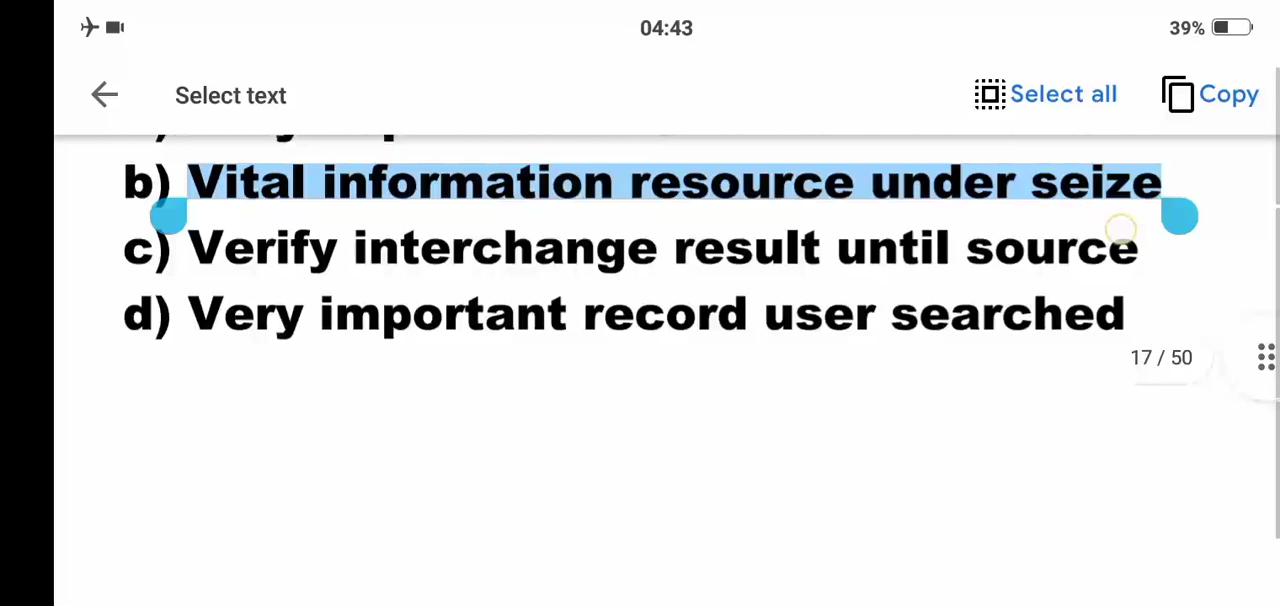 04:43
39%
Select text
Select all
Copy
b) Vital information resource under seize
c) Verify interchange result until source
d) Very important record user searched
17 / 50